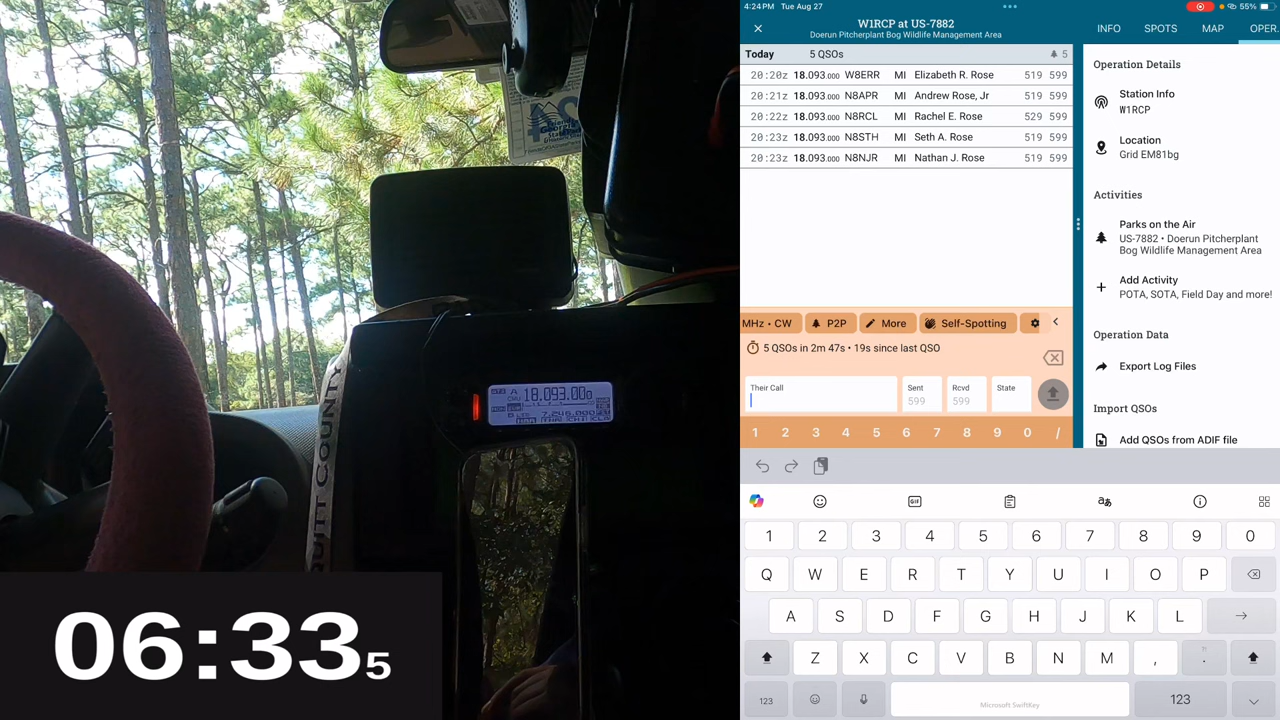 UITT COUNTY
A 18.093.000
7.246.000
06:33 5
4:24 PM Tue Aug 27
55%
W1RCP at US-7882
Doerun Pitcherplant Bog Wildlife Management Area
INFO SPOTS MAP OPER.
Today 5 QSOs 5
20:20z 18.093.000 W8ERR MI Elizabeth R. Rose 519 599
20:21z 18.093.000 N8APR MI Andrew Rose, Jr 519 599
20:22z 18.093.000 N8RCL MI Rachel E. Rose 529 599
20:23z 18.093.000 N8STH MI Seth A. Rose 519 599
20:23z 18.093.000 N8NJR MI Nathan J. Rose 519 599
MHz • CW P2P More Self-Spotting
5 QSOs in 2m 47s • 19s since last QSO
Their Call
Sent
599
Rcvd
599
State
1 2 3 4 5 6 7 8 9 0 /
Operation Details
Station Info
W1RCP
Location
Grid EM81bg
Activities
Parks on the Air
US-7882 • Doerun Pitcherplant
Bog Wildlife Management Area
Add Activity
POTA, SOTA, Field Day and more!
Operation Data
Export Log Files
Import QSOs
Add QSOs from ADIF file
GIF
1 2 3 4 5 6 7 8 9 0
Q W E R T Y U I O P
A S D F G H J K L
Z X C V B N M , .
123 Microsoft SwiftKey 123